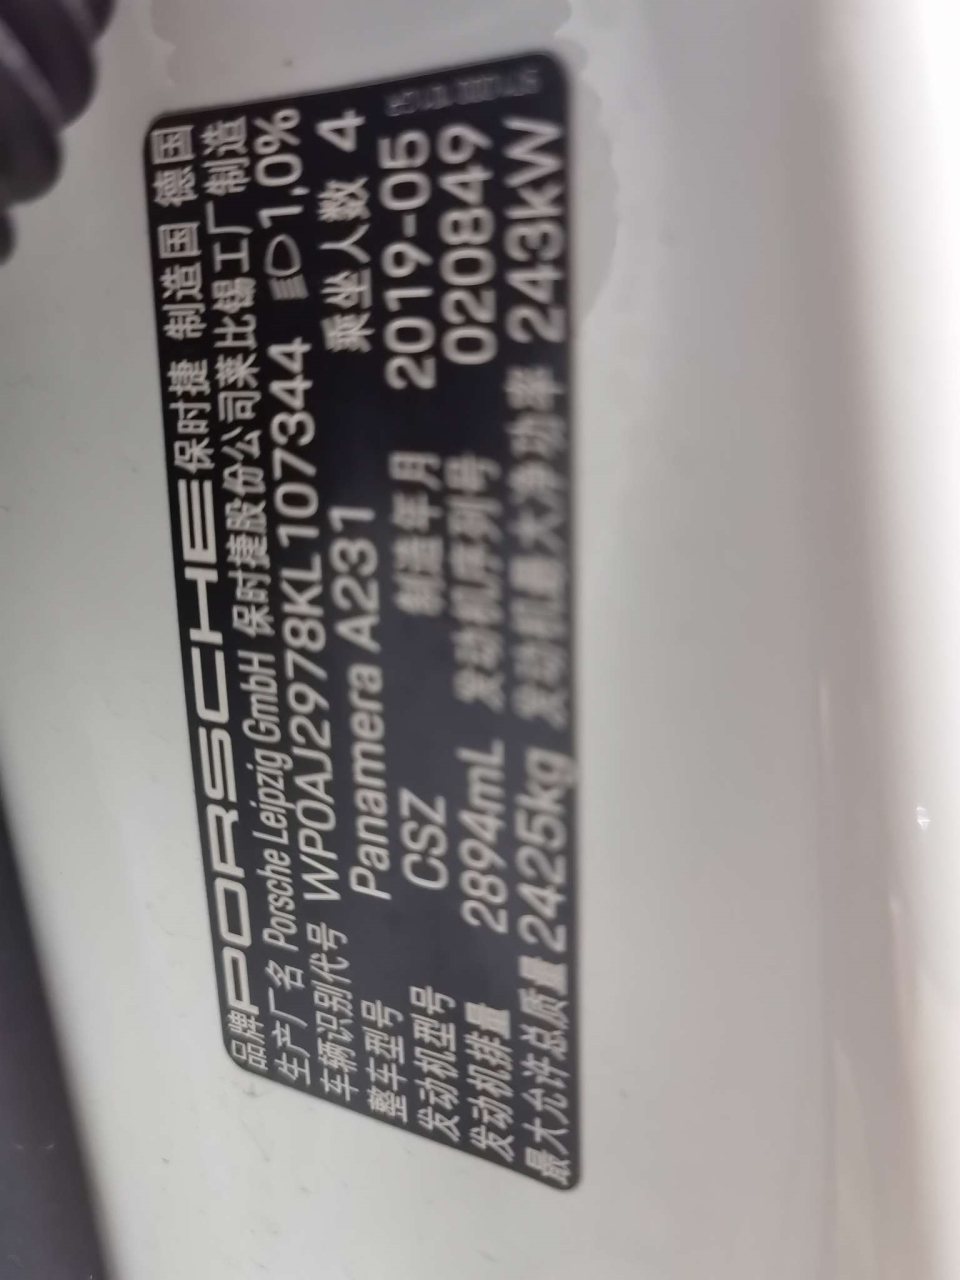 品牌 PORSCHE 保时捷 制造国 德国
生产厂名 Porsche Leipzig GmbH 保时捷股份公司莱比锡工厂制造
车辆识别代号 WP0AJ2978KL107344 1,0%
整车型号 Panamera A231 乘坐人数 4
发动机型号 CSZ 制造年月 2019-05
发动机排量 2894mL 发动机序列号 020849
最大允许总质量 2425kg 发动机最大净功率 243kW